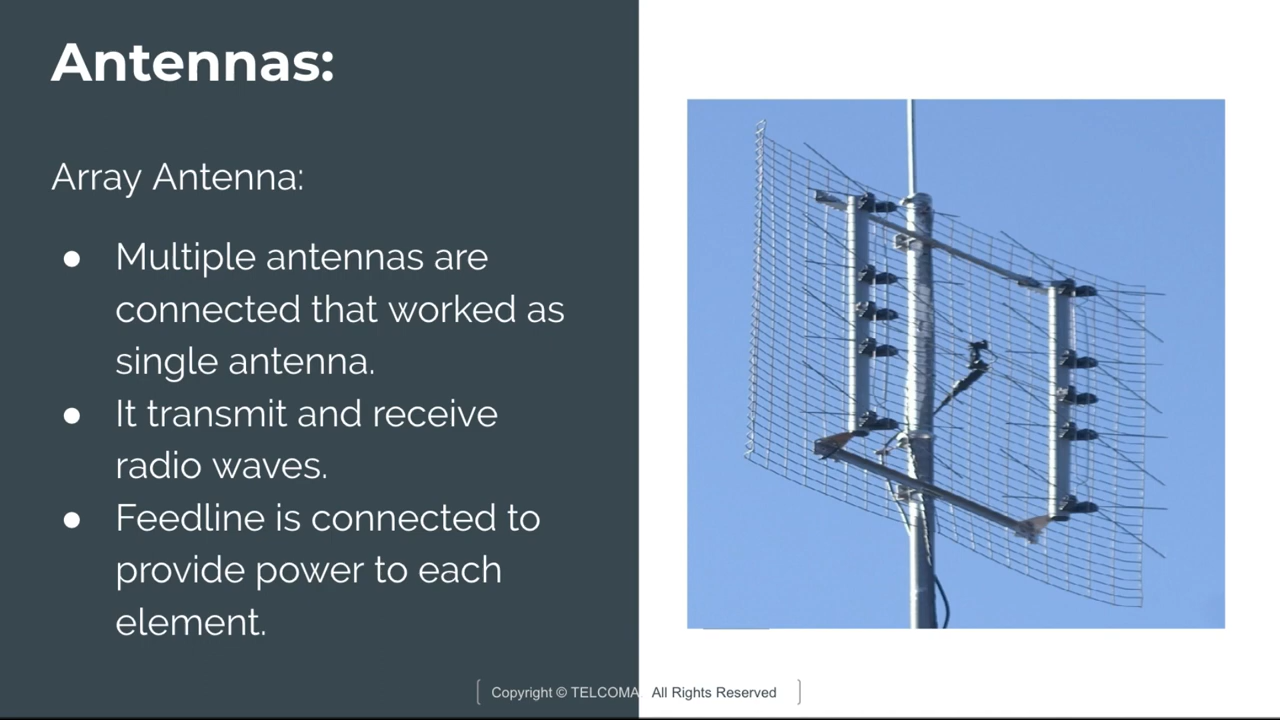 Antennas:
Array Antenna:
● Multiple antennas are
connected that worked as
single antenna.
● It transmit and receive
radio waves.
● Feedline is connected to
provide power to each
element.
Copyright © TELCOMA All Rights Reserved